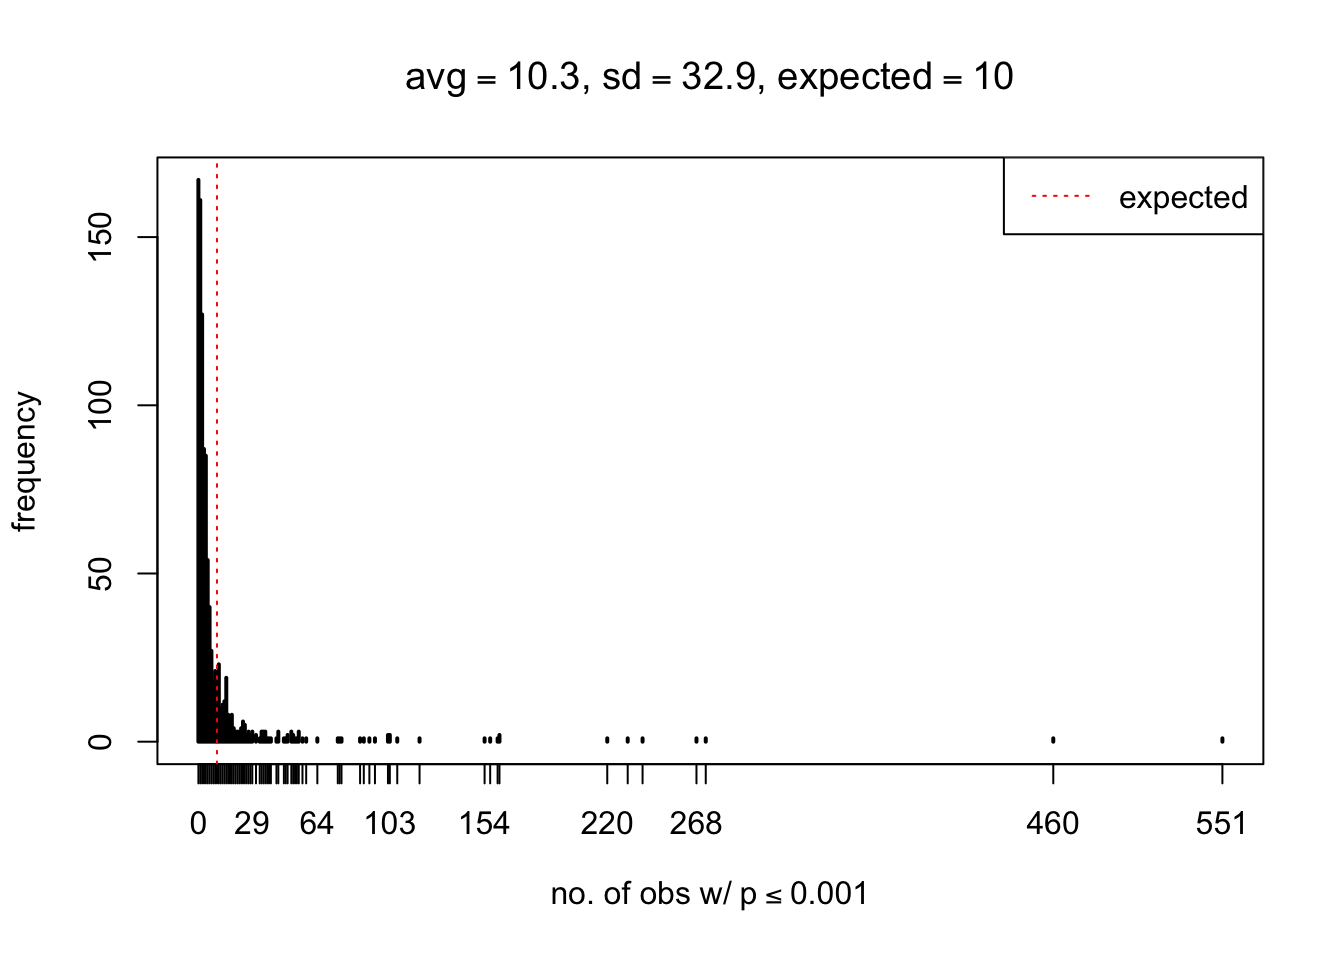 avg = 10.3, sd = 32.9, expected = 10
expected
frequency
150
100
50
0
0 29 64 103 154 220 268 460 551
no. of obs w/ p ≤ 0.001